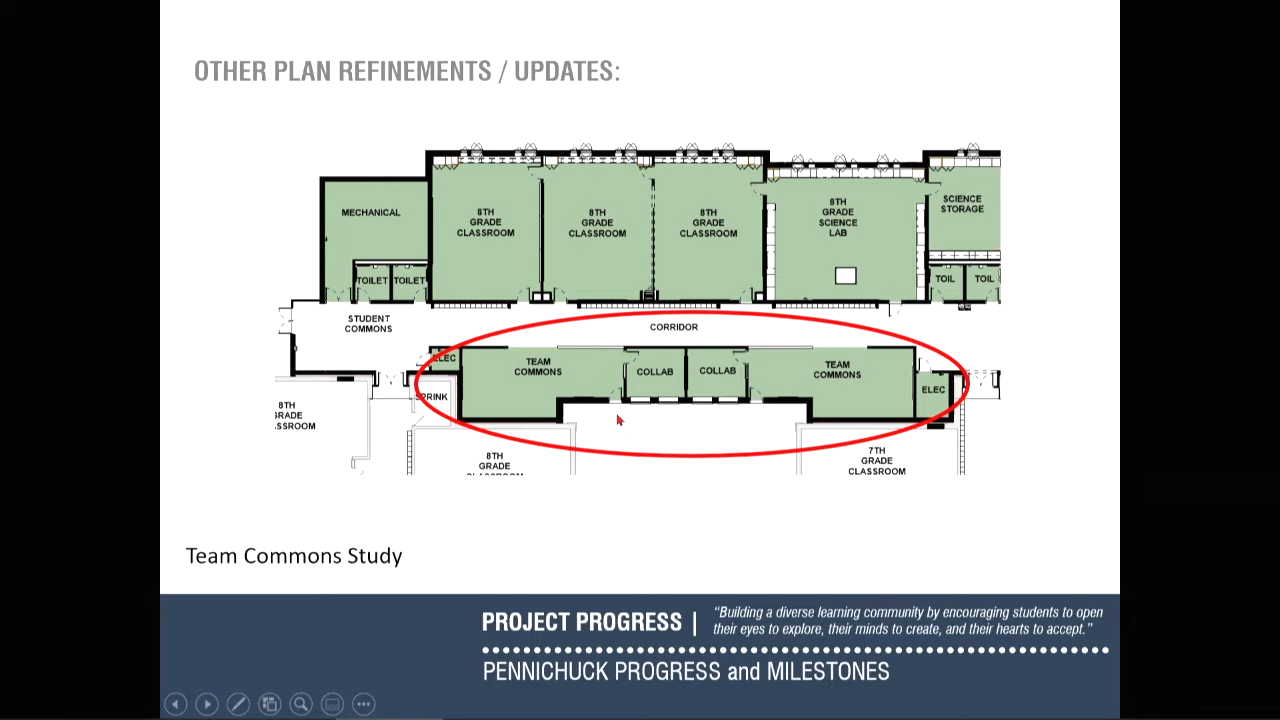 OTHER PLAN REFINEMENTS / UPDATES:
MECHANICAL
8TH
GRADE
CLASSROOM
8TH
GRADE
CLASSROOM
8TH
GRADE
CLASSROOM
8TH
GRADE
SCIENCE
LAB
SCIENCE
STORAGE
TOILET
TOILET
TOIL
TOIL
STUDENT
COMMONS
CORRIDOR
ELEC
TEAM
COMMONS
COLLAB
COLLAB
TEAM
COMMONS
ELEC
SPRINK
8TH
GRADE
SSROOM
8TH
GRADE
CLASSROOM
7TH
GRADE
CLASSROOM
Team Commons Study
PROJECT PROGRESS |
“Building a diverse learning community by encouraging students to open
their eyes to explore, their minds to create, and their hearts to accept.”
PENNICHUCK PROGRESS and MILESTONES